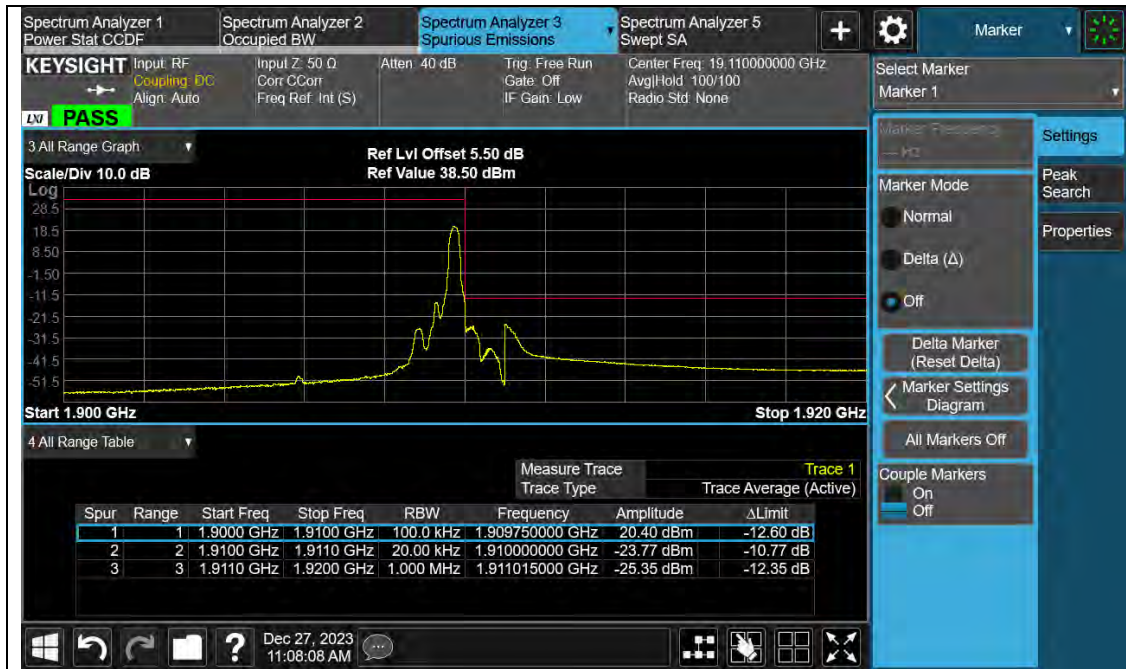 Spectrum Analyzer 1
Power Stat CCDF
Spectrum Analyzer 2
Occupied BW
Spectrum Analyzer 3
Spurious Emissions
Spectrum Analyzer 5
Swept SA
Marker
KEYSIGHT
Input: RF
Coupling: DC
Align: Auto
Input Z: 50 Ω
Corr CCorr
Freq Ref: Int (S)
Atten: 40 dB
Trig: Free Run
Gate: Off
IF Gain: Low
Center Freq: 19.110000000 GHz
Avg|Hold: 100/100
Radio Std: None
LXI PASS
Select Marker
Marker 1
Marker Frequency
--- Hz
Settings
Peak
Search
Properties
Marker Mode
Normal
Delta (Δ)
Off
Delta Marker
(Reset Delta)
Marker Settings
Diagram
All Markers Off
Couple Markers
On
Off
3 All Range Graph
Scale/Div 10.0 dB
Ref Lvl Offset 5.50 dB
Ref Value 38.50 dBm
Log
28.5
18.5
8.50
-1.50
-11.5
-21.5
-31.5
-41.5
-51.5
Start 1.900 GHz Stop 1.920 GHz
4 All Range Table
Measure Trace Trace 1
Trace Type Trace Average (Active)
Spur Range Start Freq Stop Freq RBW Frequency Amplitude ΔLimit
1 1 1.9000 GHz 1.9100 GHz 100.0 kHz 1.909750000 GHz 20.40 dBm -12.60 dB
2 2 1.9100 GHz 1.9110 GHz 20.00 kHz 1.910000000 GHz -23.77 dBm -10.77 dB
3 3 1.9110 GHz 1.9200 GHz 1.000 MHz 1.911015000 GHz -25.35 dBm -12.35 dB
Dec 27, 2023
11:08:08 AM